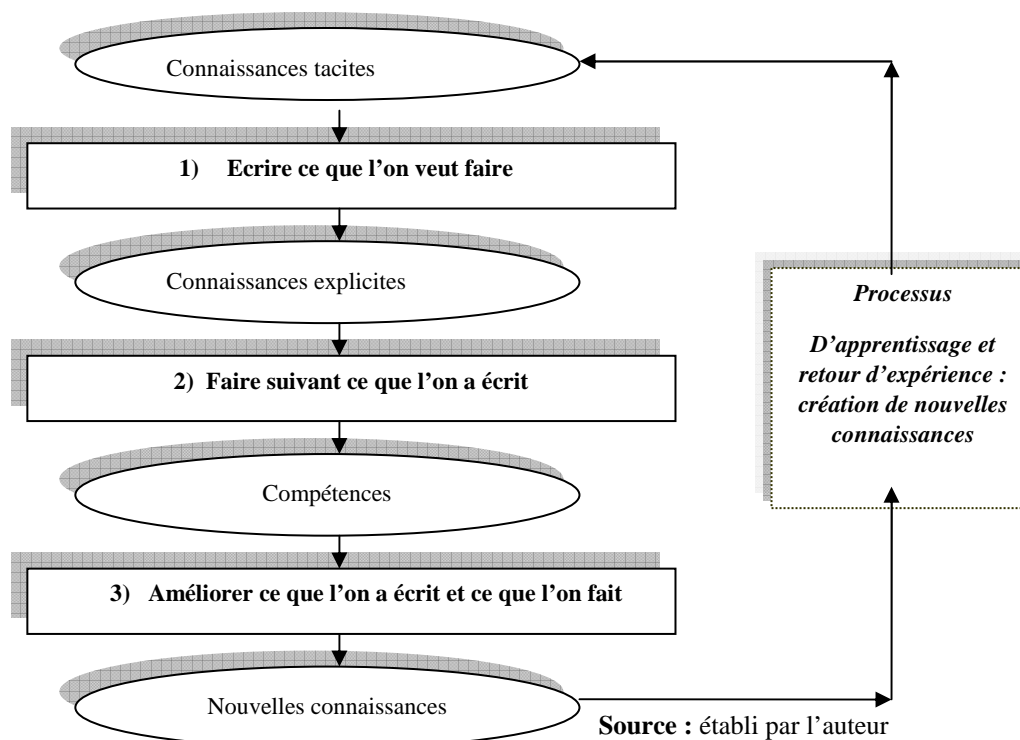 Connaissances tacites
1) Ecrire ce que l’on veut faire
Connaissances explicites
2) Faire suivant ce que l’on a écrit
Compétences
3) Améliorer ce que l’on a écrit et ce que l’on fait
Nouvelles connaissances
Processus
D’apprentissage et
retour d’expérience :
création de nouvelles
connaissances
Source : établi par l’auteur